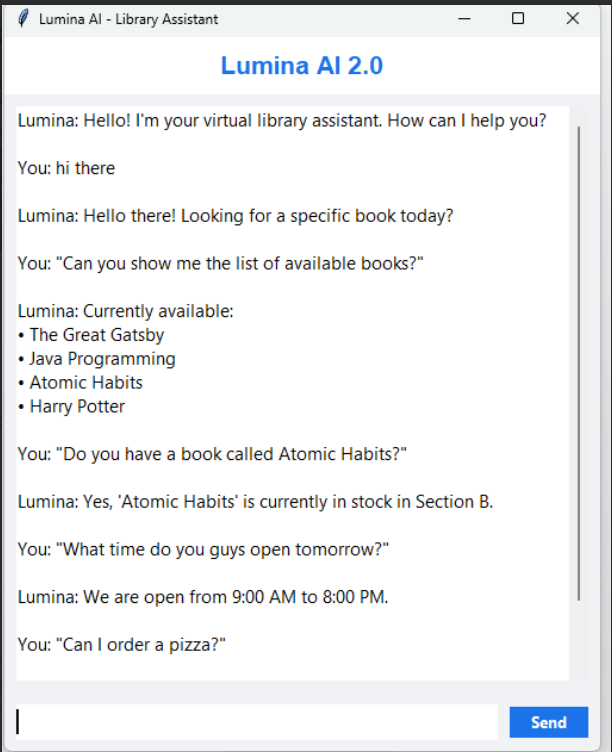 Lumina AI - Library Assistant
Lumina AI 2.0
Lumina: Hello! I'm your virtual library assistant. How can I help you?
You: hi there
Lumina: Hello there! Looking for a specific book today?
You: "Can you show me the list of available books?"
Lumina: Currently available:
• The Great Gatsby
• Java Programming
• Atomic Habits
• Harry Potter
You: "Do you have a book called Atomic Habits?"
Lumina: Yes, 'Atomic Habits' is currently in stock in Section B.
You: "What time do you guys open tomorrow?"
Lumina: We are open from 9:00 AM to 8:00 PM.
You: "Can I order a pizza?"
Send